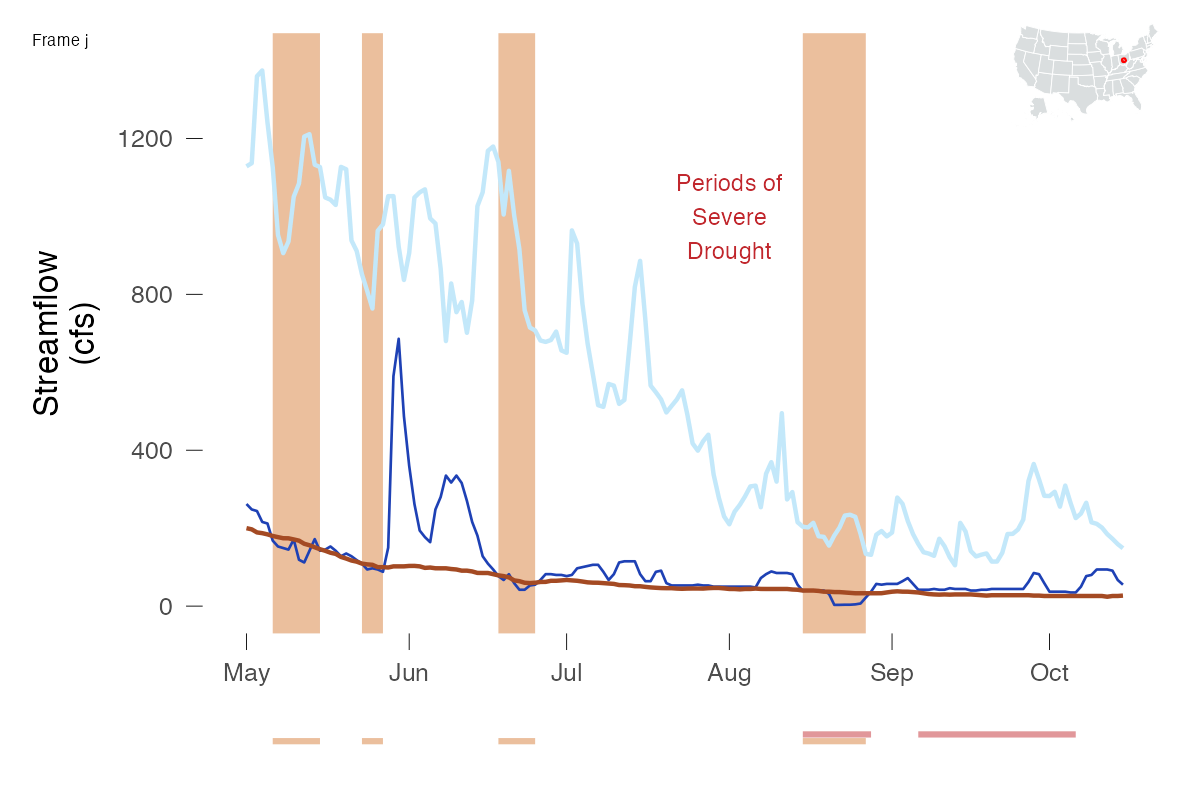 Frame j
1200
800
400
0
Streamflow
(cfs)
Periods of
Severe
Drought
May
Jun
Jul
Aug
Sep
Oct